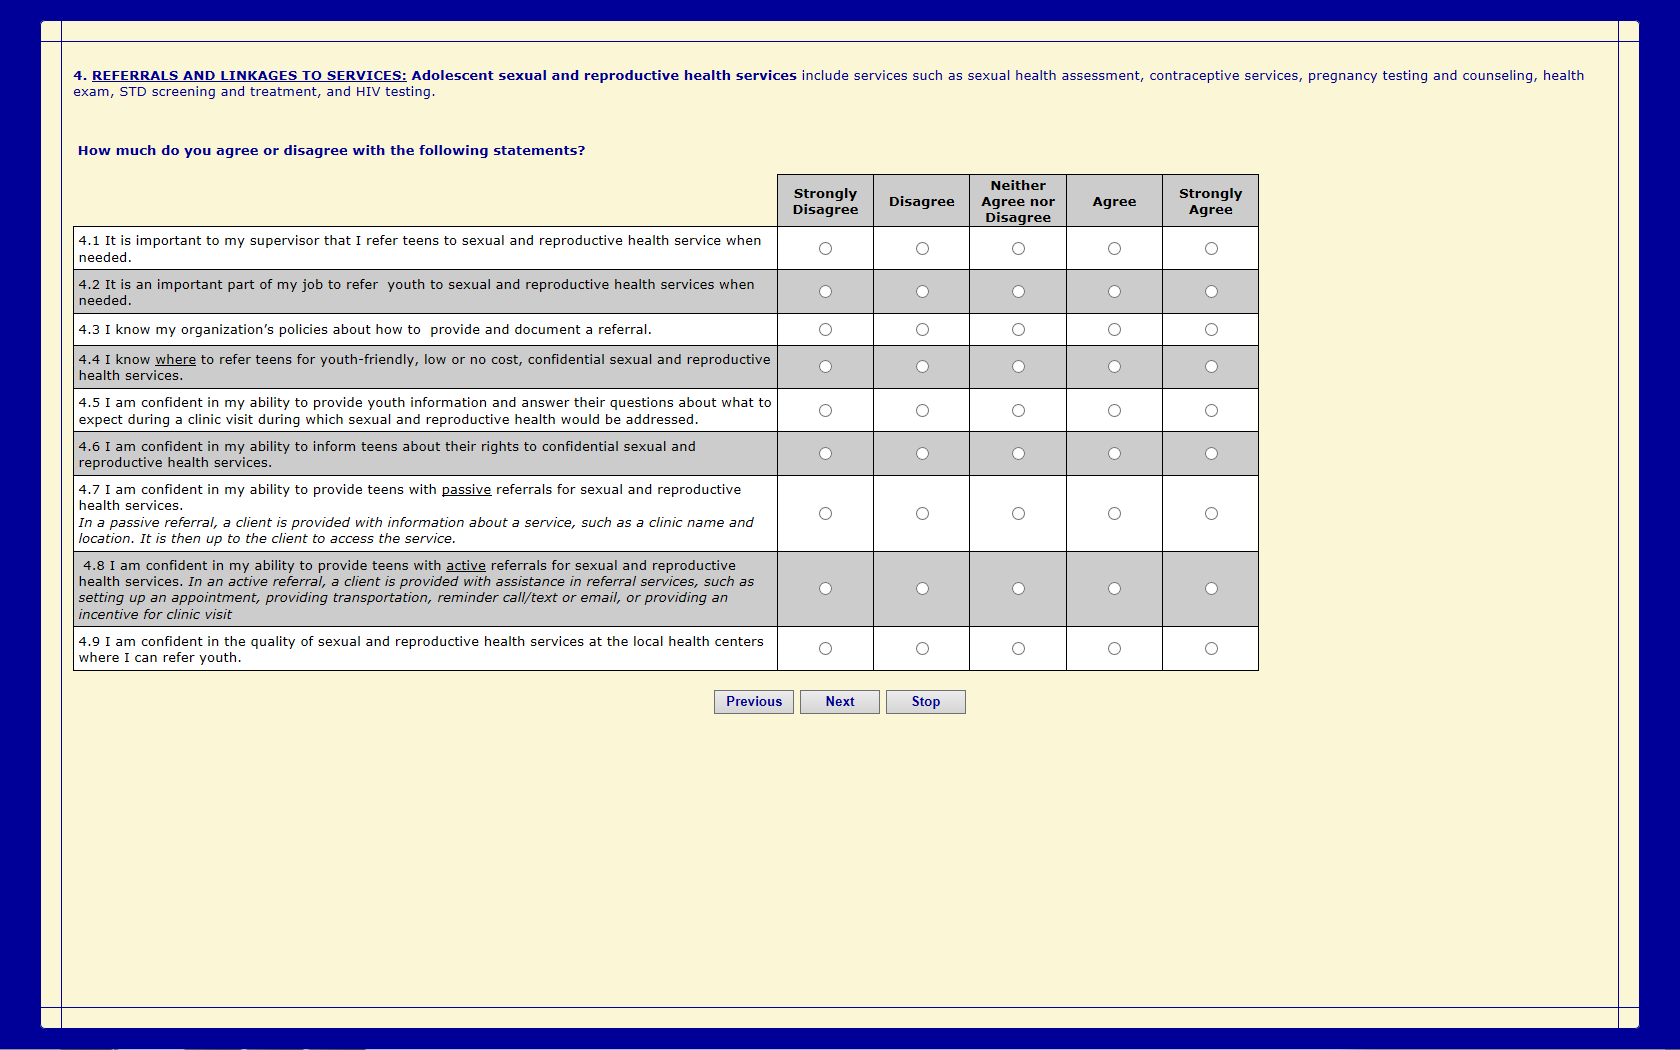 4. REFERRALS AND LINKAGES TO SERVICES: Adolescent sexual and reproductive health services include services such as sexual health assessment, contraceptive services, pregnancy testing and counseling, health
exam, STD screening and treatment, and HIV testing.
How much do you agree or disagree with the following statements?
Strongly Disagree
Disagree
Neither Agree nor Disagree
Agree
Strongly Agree
4.1 It is important to my supervisor that I refer teens to sexual and reproductive health service when
needed.
4.2 It is an important part of my job to refer  youth to sexual and reproductive health services when
needed.
4.3 I know my organization’s policies about how to  provide and document a referral.
4.4 I know where to refer teens for youth-friendly, low or no cost, confidential sexual and reproductive
health services.
4.5 I am confident in my ability to provide youth information and answer their questions about what to
expect during a clinic visit during which sexual and reproductive health would be addressed.
4.6 I am confident in my ability to inform teens about their rights to confidential sexual and
reproductive health services.
4.7 I am confident in my ability to provide teens with passive referrals for sexual and reproductive
health services.
In a passive referral, a client is provided with information about a service, such as a clinic name and
location. It is then up to the client to access the service.
4.8 I am confident in my ability to provide teens with active referrals for sexual and reproductive
health services. In an active referral, a client is provided with assistance in referral services, such as
setting up an appointment, providing transportation, reminder call/text or email, or providing an
incentive for clinic visit
4.9 I am confident in the quality of sexual and reproductive health services at the local health centers
where I can refer youth.
Previous
Next
Stop